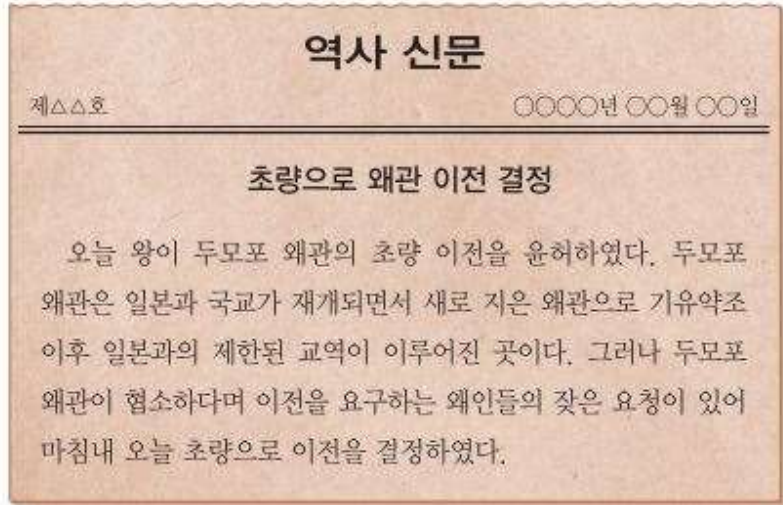 역사 신문
제△△호 ○○○○년 ○○월 ○○일
초량으로 왜관 이전 결정
오늘 왕이 두모포 왜관의 초량 이전을 윤허하였다. 두모포
왜관은 일본과 국교가 재개되면서 새로 지은 왜관으로 기유약조
이후 일본과의 제한된 교역이 이루어진 곳이다. 그러나 두모포
왜관이 협소하다며 이전을 요구하는 왜인들의 잦은 요청이 있어
마침내 오늘 초량으로 이전을 결정하였다.